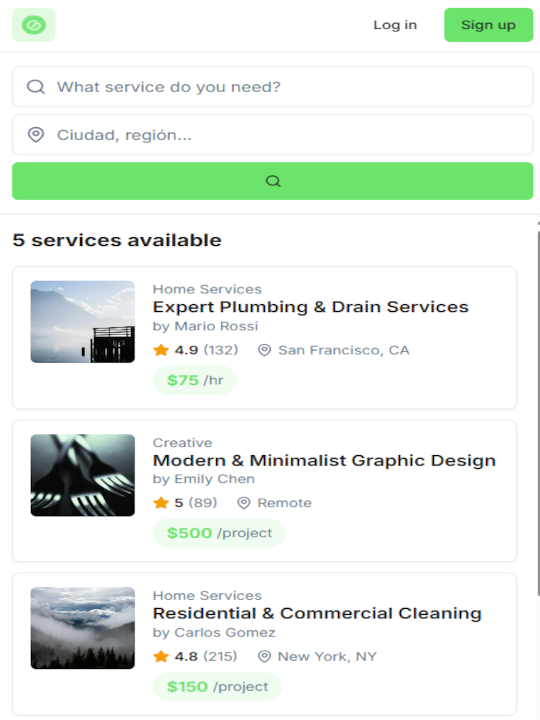 Log in
Sign up
What service do you need?
Ciudad, región...
5 services available
Home Services
Expert Plumbing & Drain Services
by Mario Rossi
4.9 (132) San Francisco, CA
$75 /hr
Creative
Modern & Minimalist Graphic Design
by Emily Chen
5 (89) Remote
$500 /project
Home Services
Residential & Commercial Cleaning
by Carlos Gomez
4.8 (215) New York, NY
$150 /project